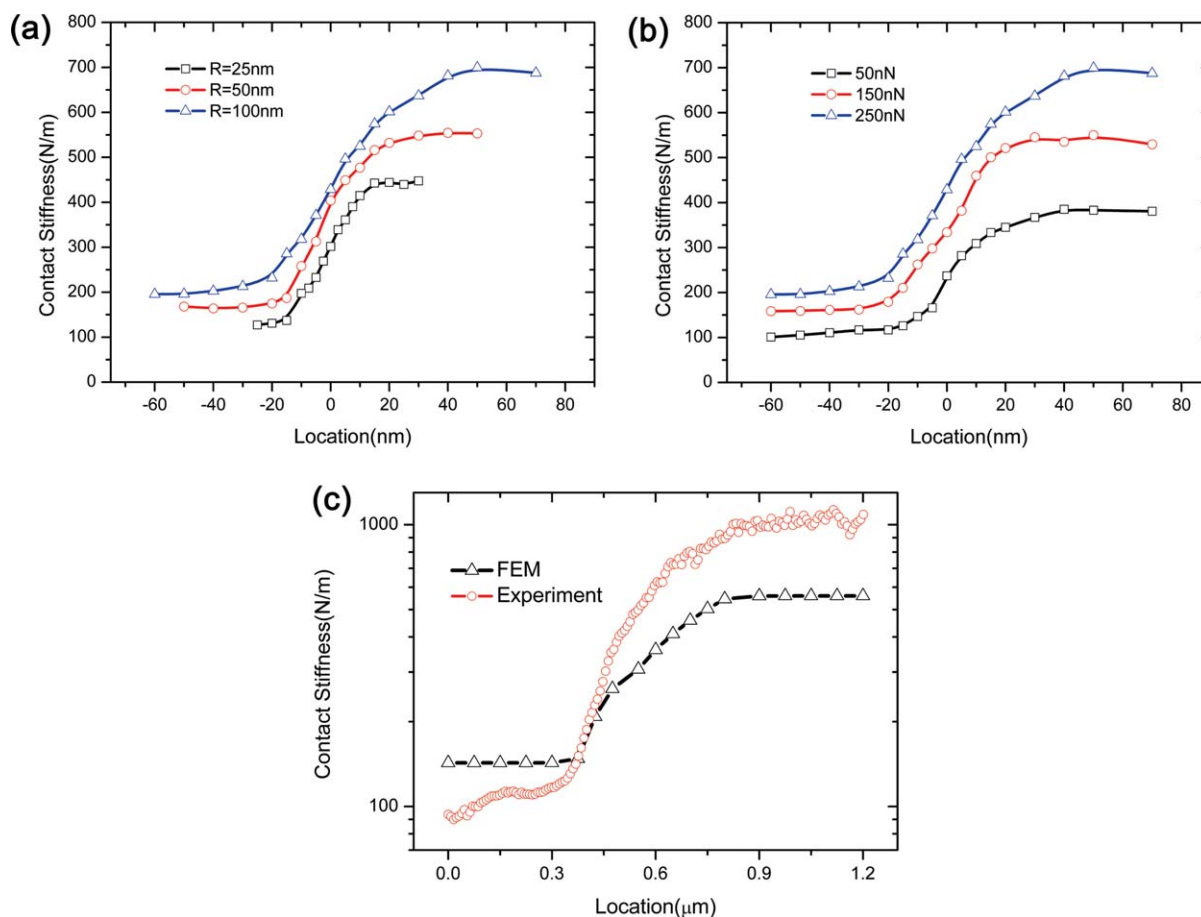 (a)
800
700
600
500
400
300
200
100
0
Contact Stiffness(N/m)
R=25nm
R=50nm
R=100nm
-60 -40 -20 0 20 40 60 80
Location(nm)
(b)
800
700
600
500
400
300
200
100
0
Contact Stiffness(N/m)
50nN
150nN
250nN
-60 -40 -20 0 20 40 60 80
Location(nm)
(c)
1000
100
Contact Stiffness(N/m)
FEM
Experiment
0.0 0.3 0.6 0.9 1.2
Location(μm)